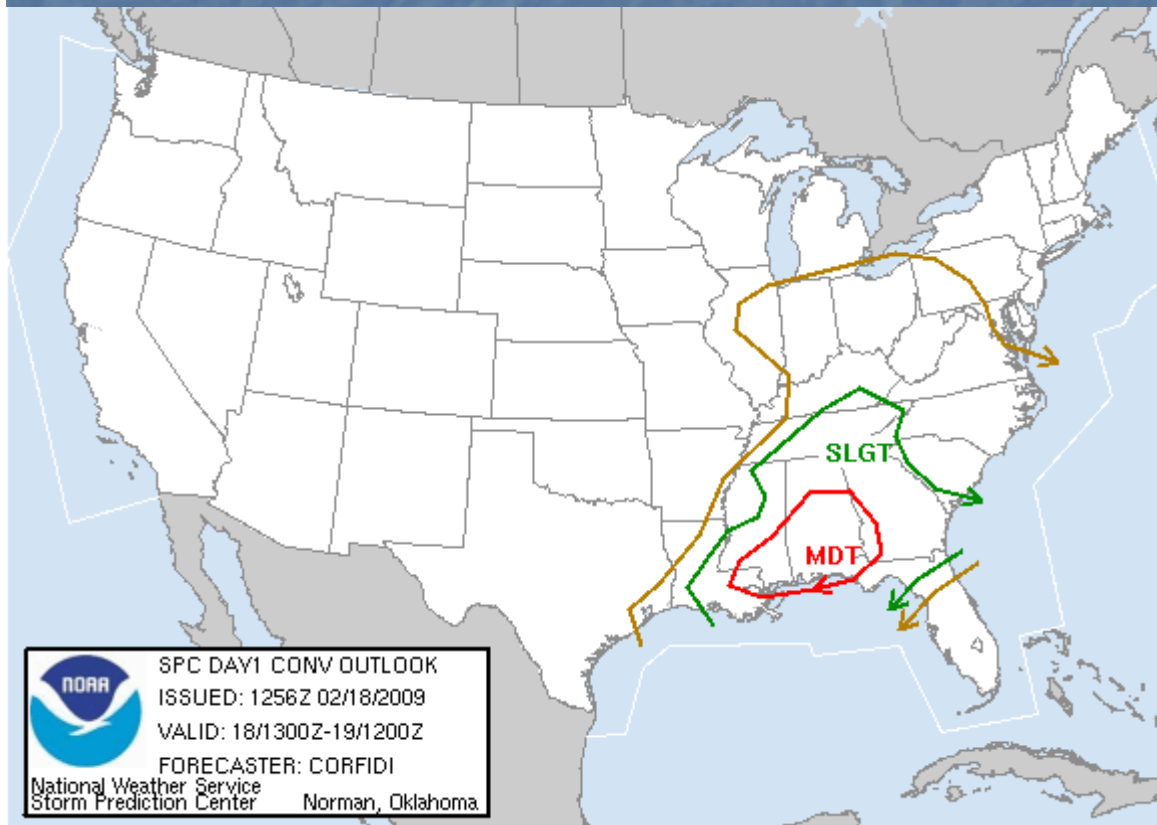 SLGT
MDT
NOAA
SPC DAY1 CONV OUTLOOK
ISSUED: 1256Z 02/18/2009
VALID: 18/1300Z-19/1200Z
FORECASTER: CORFIDI
National Weather Service
Storm Prediction Center Norman, Oklahoma